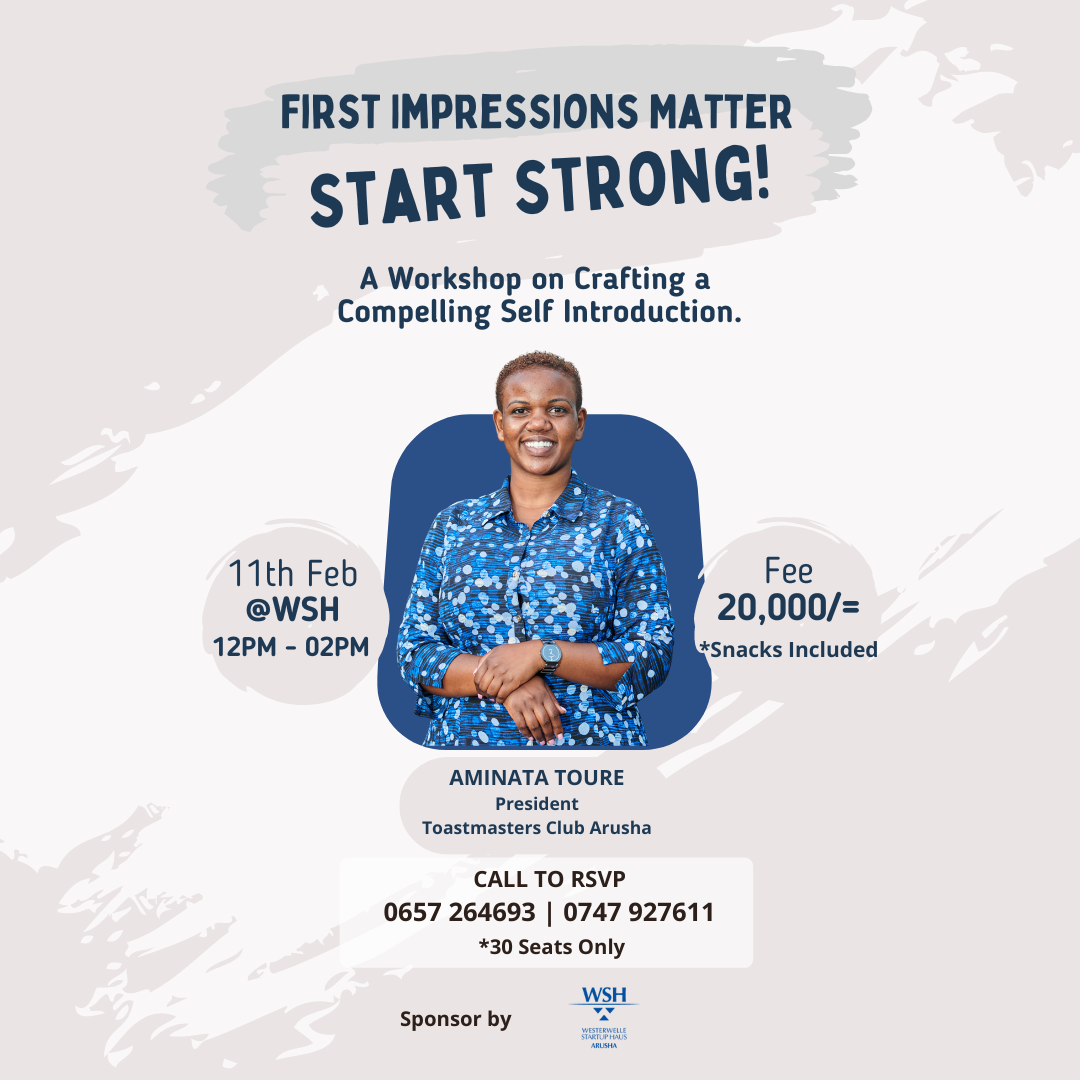 FIRST IMPRESSIONS MATTER
START STRONG!
A Workshop on Crafting a
Compelling Self Introduction.
11th Feb
@WSH
12PM - 02PM
Fee
20,000/=
*Snacks Included
AMINATA TOURE
President
Toastmasters Club Arusha
CALL TO RSVP
0657 264693 | 0747 927611
*30 Seats Only
Sponsor by
WSH
WESTERWELLE
STARTUP HAUS
ARUSHA